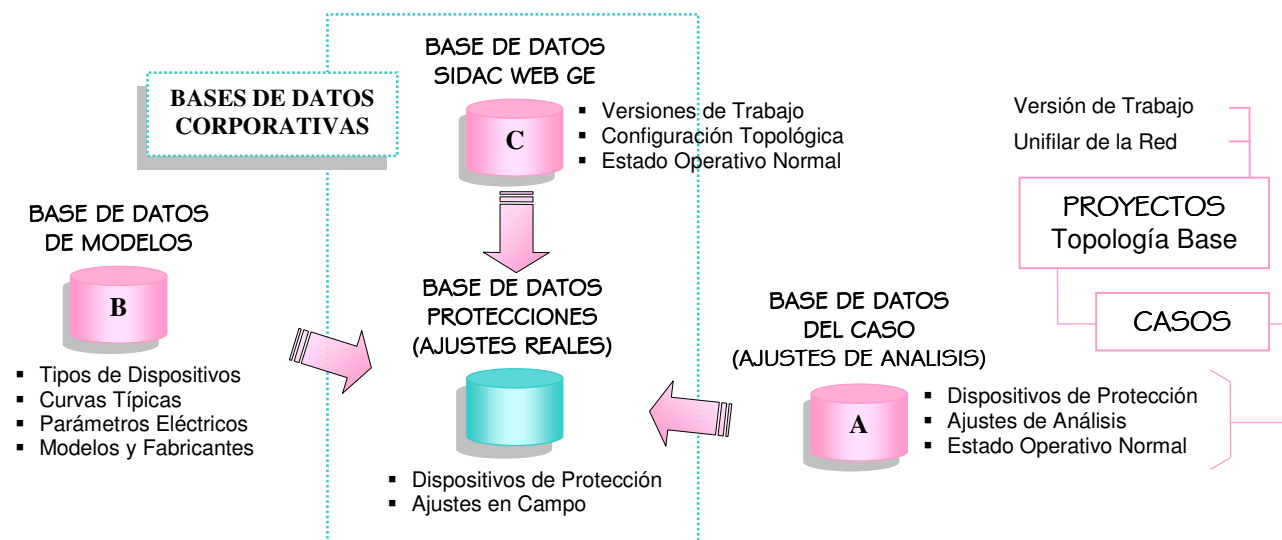 BASE DE DATOS
SIDAC WEB GE
BASES DE DATOS
CORPORATIVAS
C
▪ Versiones de Trabajo
▪ Configuración Topológica
▪ Estado Operativo Normal
Versión de Trabajo
Unifilar de la Red
PROYECTOS
Topología Base
CASOS
BASE DE DATOS
DE MODELOS
B
▪ Tipos de Dispositivos
▪ Curvas Típicas
▪ Parámetros Eléctricos
▪ Modelos y Fabricantes
BASE DE DATOS
PROTECCIONES
(AJUSTES REALES)
▪ Dispositivos de Protección
▪ Ajustes en Campo
BASE DE DATOS
DEL CASO
(AJUSTES DE ANALISIS)
A
▪ Dispositivos de Protección
▪ Ajustes de Análisis
▪ Estado Operativo Normal